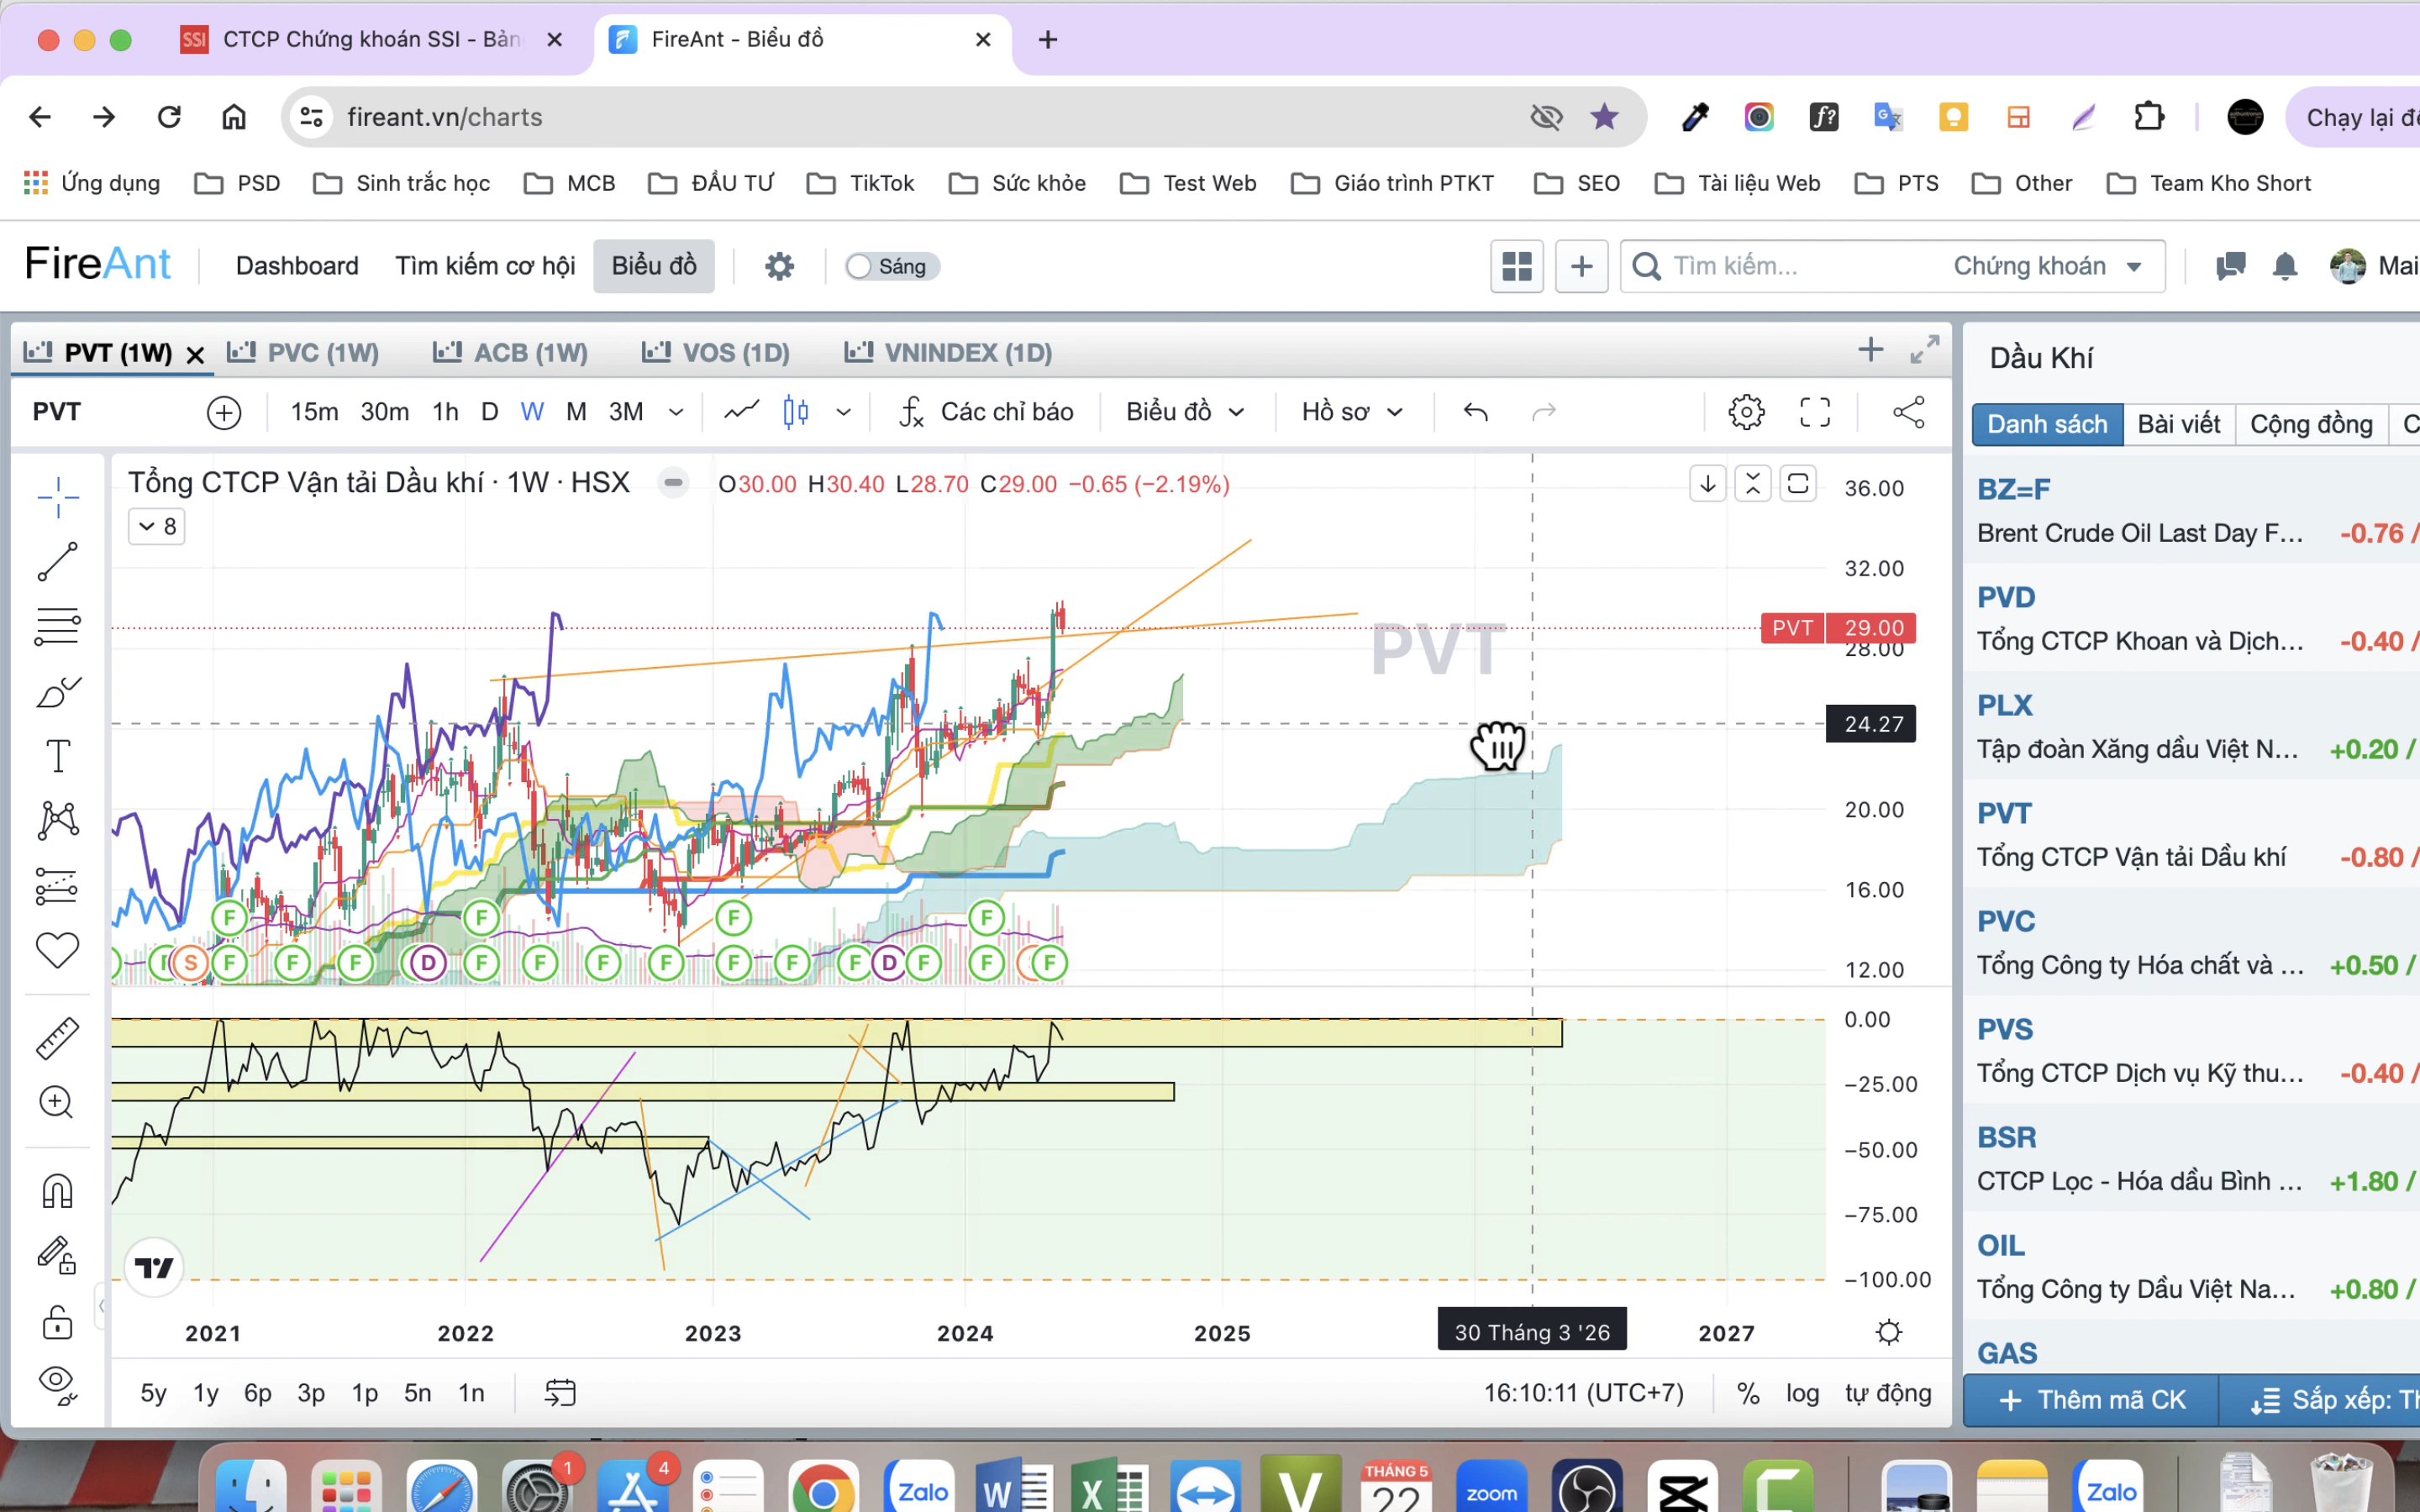 CTCP Chứng khoán SSI - Bản
FireAnt - Biểu đồ
fireant.vn/charts
Chạy lại để
Ứng dụng
PSD
Sinh trắc học
MCB
ĐẦU TƯ
TikTok
Sức khỏe
Test Web
Giáo trình PTKT
SEO
Tài liệu Web
PTS
Other
Team Kho Short
FireAnt
Dashboard
Tìm kiếm cơ hội
Biểu đồ
Sáng
Tìm kiếm...
Chứng khoán
Mai
PVT (1W)
PVC (1W)
ACB (1W)
VOS (1D)
VNINDEX (1D)
PVT
15m 30m 1h D W M 3M
Các chỉ báo
Biểu đồ
Hồ sơ
Tổng CTCP Vận tải Dầu khí · 1W · HSX
O30.00 H30.40 L28.70 C29.00 −0.65 (−2.19%)
8
PVT
36.00
32.00
PVT 29.00
28.00
24.27
20.00
16.00
12.00
F F F F
S F F F D F F F F F F F D F F F
0.00
−25.00
−50.00
−75.00
−100.00
2021 2022 2023 2024 2025 30 Tháng 3 '26 2027
5y 1y 6p 3p 1p 5n 1n
16:10:11 (UTC+7)
% log tự động
Dầu Khí
Danh sách
Bài viết
Cộng đồng
BZ=F
Brent Crude Oil Last Day F... -0.76 /
PVD
Tổng CTCP Khoan và Dịch... -0.40 /
PLX
Tập đoàn Xăng dầu Việt N... +0.20 /
PVT
Tổng CTCP Vận tải Dầu khí -0.80 /
PVC
Tổng Công ty Hóa chất và ... +0.50 /
PVS
Tổng CTCP Dịch vụ Kỹ thu... -0.40 /
BSR
CTCP Lọc - Hóa dầu Bình ... +1.80 /
OIL
Tổng Công ty Dầu Việt Na... +0.80 /
GAS
+ Thêm mã CK
Sắp xếp: Th
1
4
Zalo
W
X
V
THÁNG 5
22
zoom
Zalo